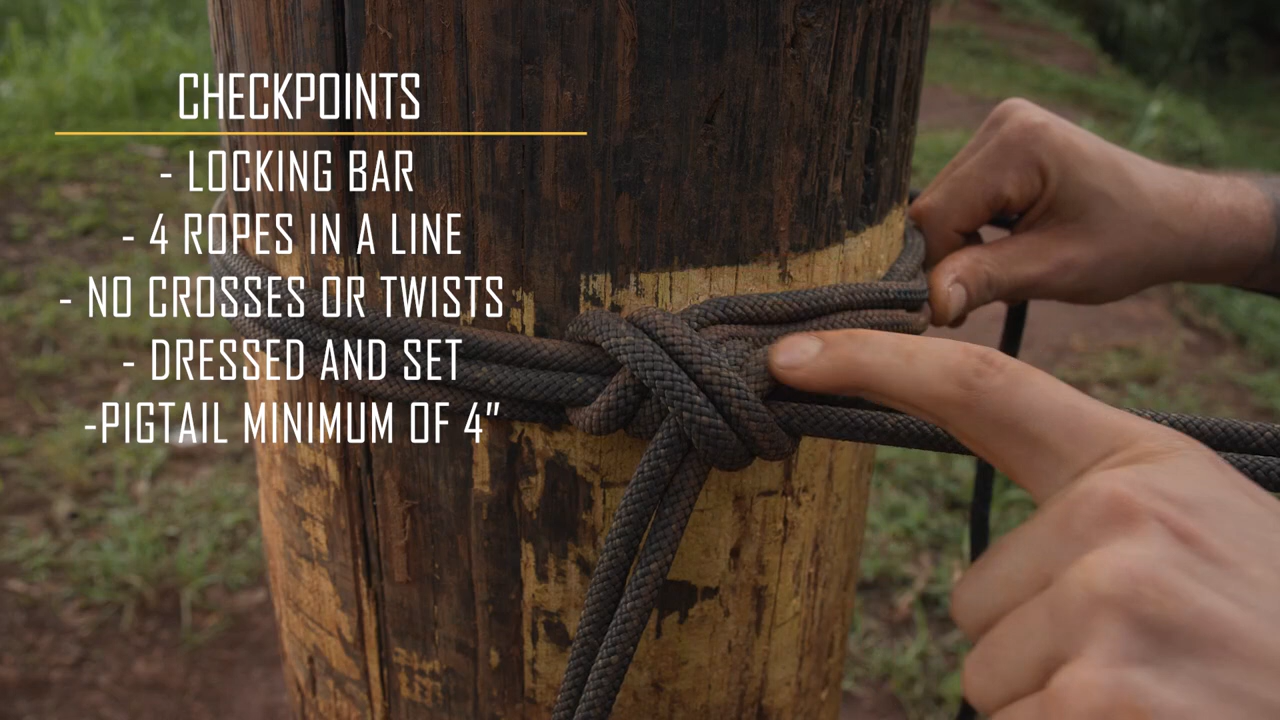 CHECKPOINTS
- LOCKING BAR
- 4 ROPES IN A LINE
- NO CROSSES OR TWISTS
- DRESSED AND SET
-PIGTAIL MINIMUM OF 4"